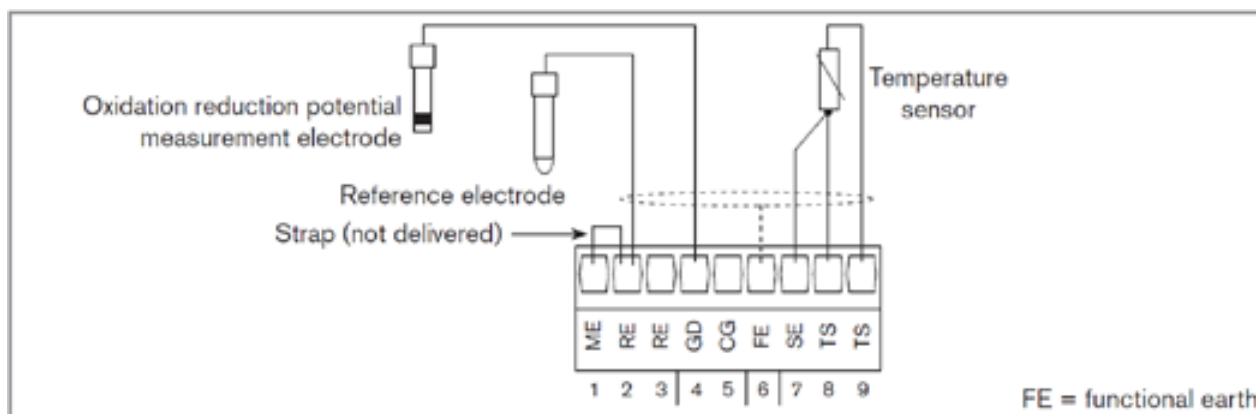 Oxidation reduction potential
measurement electrode
Temperature
sensor
Reference electrode
Strap (not delivered)
ME RE RE GD CG FE SE TS TS
1 2 3 4 5 6 7 8 9
FE = functional earth